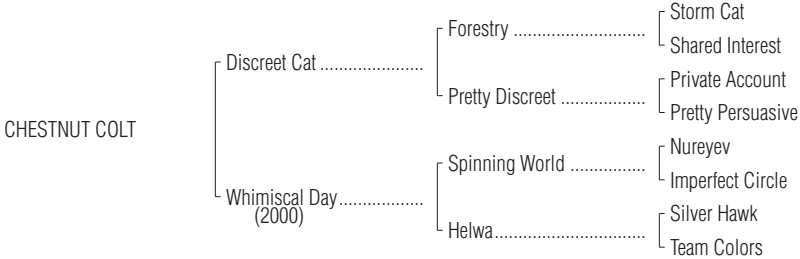 Storm Cat
Forestry ............................
Shared Interest
Discreet Cat ......................
Private Account
Pretty Discreet ..................
Pretty Persuasive
CHESTNUT COLT
Nureyev
Spinning World ................
Imperfect Circle
Whimiscal Day..................
(2000)
Silver Hawk
Helwa................................
Team Colors